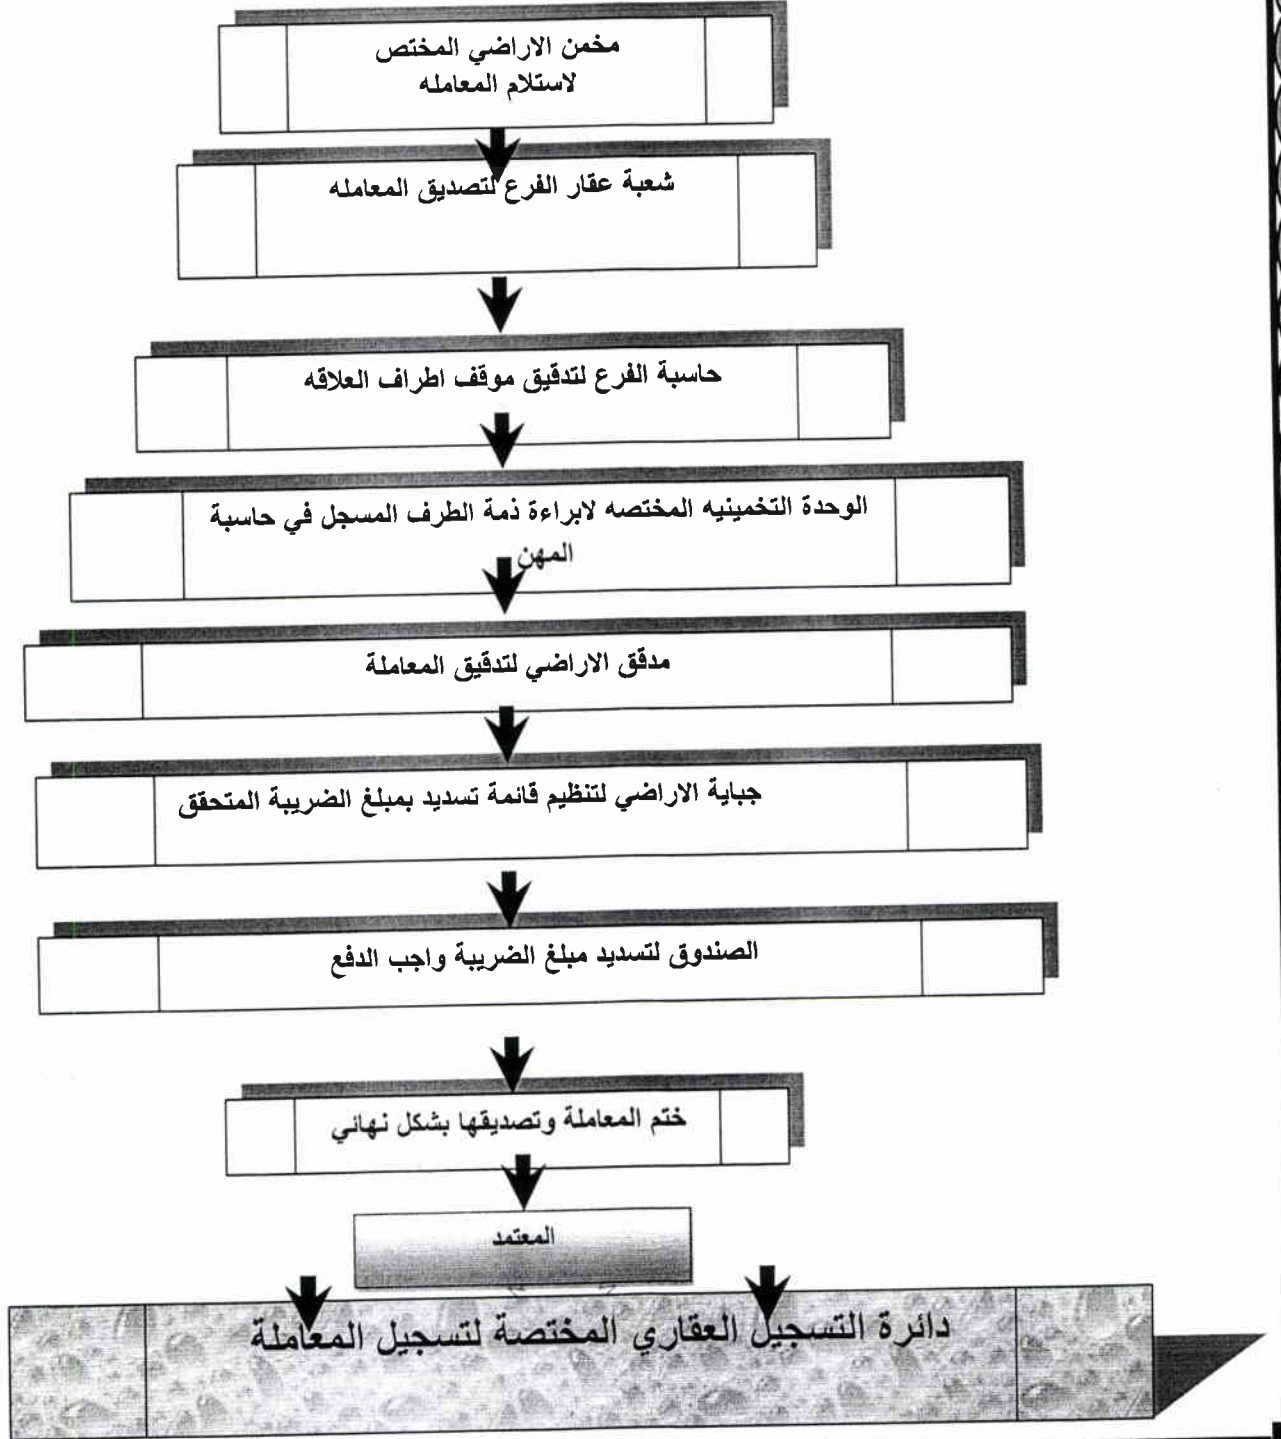 مخمن الاراضي المختص
لاستلام المعامله
شعبة عقار الفرع لتصديق المعامله
حاسبة الفرع لتدقيق موقف اطراف العلاقه
الوحدة التخمينيه المختصه لابراءة ذمة الطرف المسجل في حاسبة
المهن
مدقق الاراضي لتدقيق المعاملة
جباية الاراضي لتنظيم قائمة تسديد بمبلغ الضريبة المتحقق
الصندوق لتسديد مبلغ الضريبة واجب الدفع
ختم المعاملة وتصديقها بشكل نهائي
المعتمد
دائرة التسجيل العقاري المختصة لتسجيل المعاملة